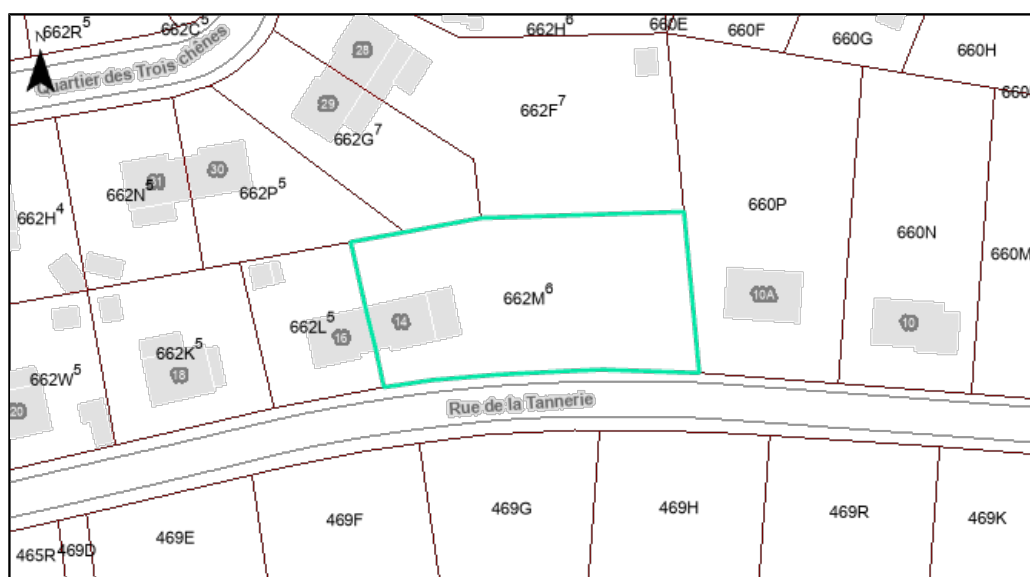 662R⁵
662C⁵
662H⁶
660E
660F
660G
660H
N
Quartier des Trois chênes
28
29
662G⁷
662F⁷
31
30
662N⁵
662P⁵
662H⁴
660P
660N
660M
662M⁶
10A
10
14
16
662L⁵
662K⁵
18
662W⁵
20
Rue de la Tannerie
465R
469D
469E
469F
469G
469H
469R
469K